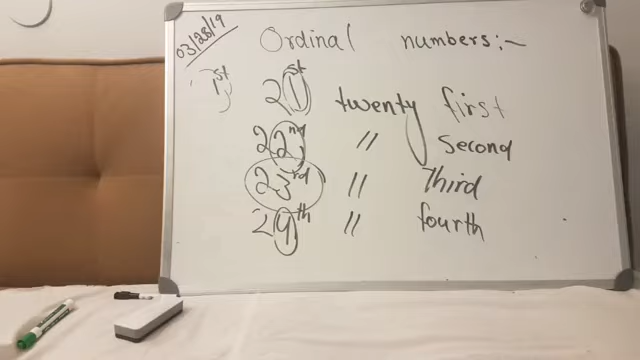 03/28/19
Ordinal numbers:-
1st 21st twenty first
22nd " second
23rd " Third
24th " fourth